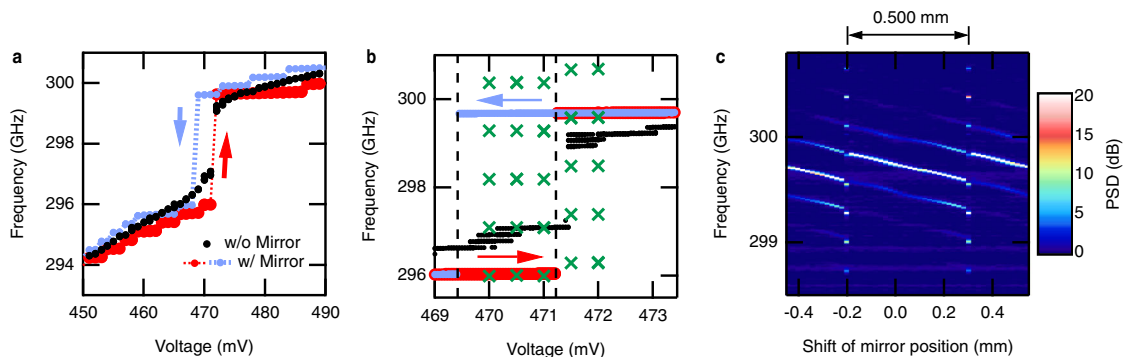 0.500 mm
a
b
c
300
298
296
294
Frequency (GHz)
450
460
470
480
490
Voltage (mV)
w/o Mirror
w/ Mirror
300
298
296
Frequency (GHz)
469
470
471
472
473
Voltage (mV)
300
299
Frequency (GHz)
-0.4
-0.2
0.0
0.2
0.4
Shift of mirror position (mm)
20
15
10
5
0
PSD (dB)